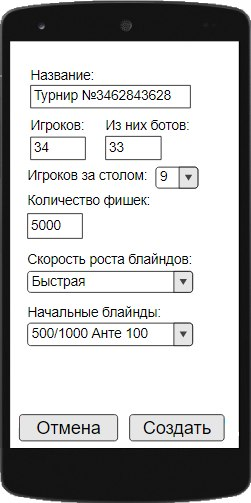 Название:
Турнир №3462843628
Игроков: Из них ботов:
34 33
Игроков за столом: 9
Количество фишек:
5000
Скорость роста блайндов:
Быстрая
Начальные блайнды:
500/1000 Анте 100
Отмена Создать